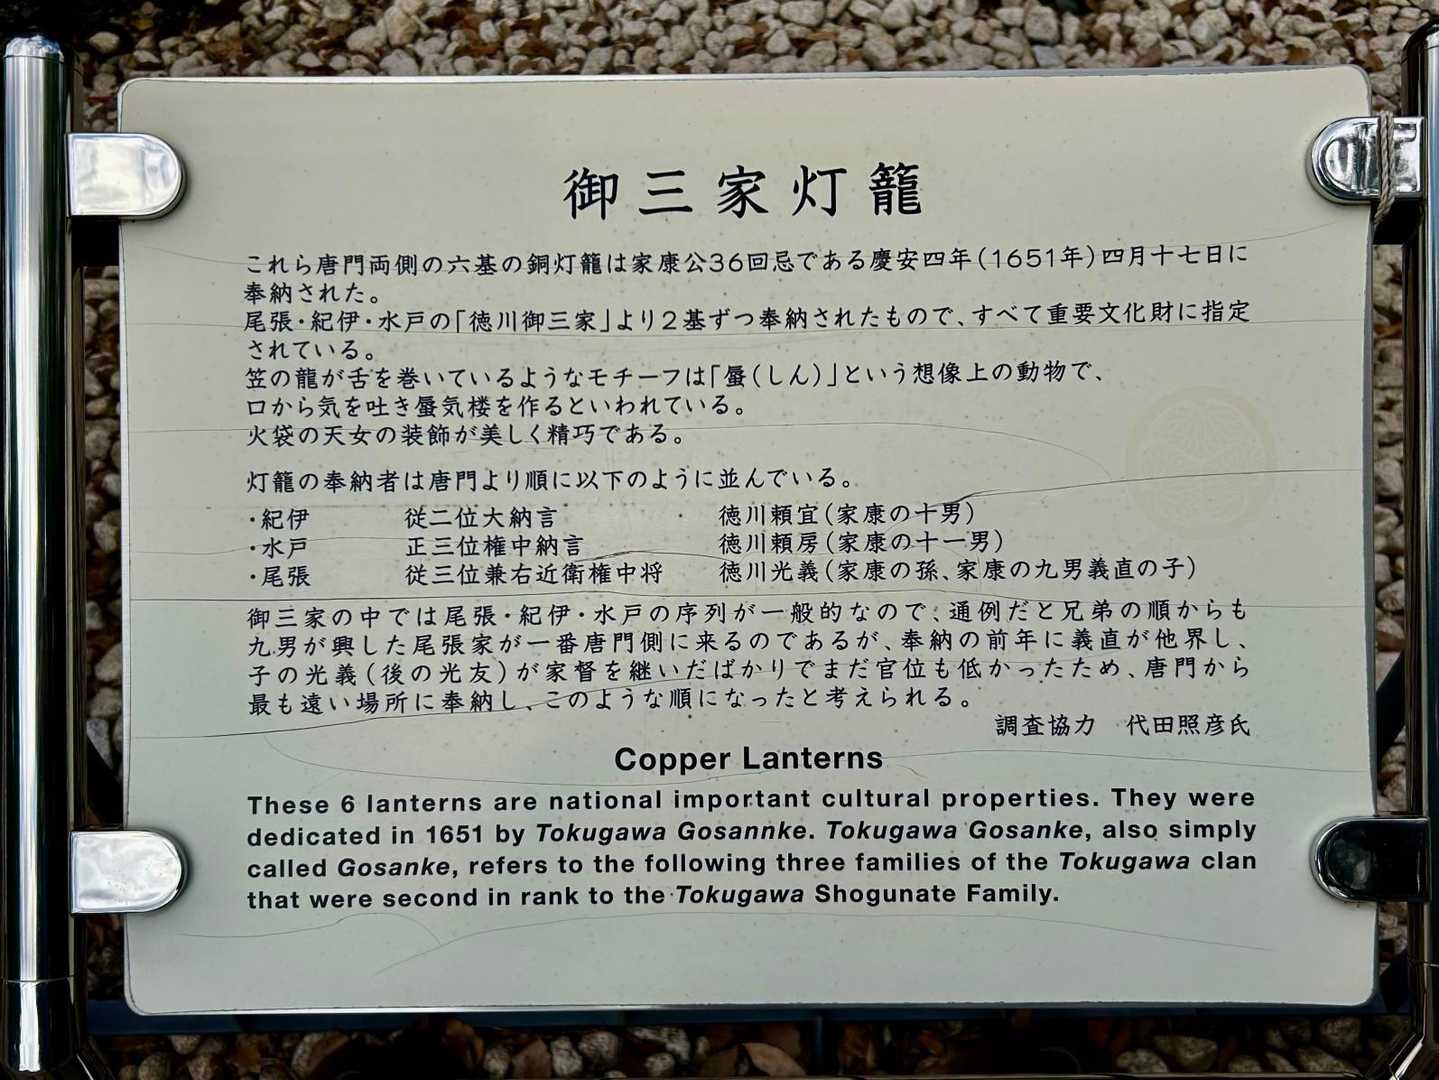 御三家灯籠
これら唐門両側の六基の銅灯籠は家康公36回忌である慶安四年(1651年)四月十七日に
奉納された。
尾張・紀伊・水戸の「徳川御三家」より2基ずつ奉納されたもので、すべて重要文化財に指定
されている。
笠の龍が舌を巻いているようなモチーフは「蜃(しん)」という想像上の動物で、
口から気を吐き蜃気楼を作るといわれている。
火袋の天女の装飾が美しく精巧である。
灯籠の奉納者は唐門より順に以下のように並んでいる。
・紀伊 従二位大納言 徳川頼宜(家康の十男)
・水戸 正三位権中納言 徳川頼房(家康の十一男)
・尾張 従三位兼右近衛権中将 徳川光義(家康の孫、家康の九男義直の子)
御三家の中では尾張・紀伊・水戸の序列が一般的なので、通例だと兄弟の順からも
九男が興した尾張家が一番唐門側に来るのであるが、奉納の前年に義直が他界し、
子の光義(後の光友)が家督を継いだばかりでまだ官位も低かったため、唐門から
最も遠い場所に奉納し、このような順になったと考えられる。
調査協力 代田照彦氏
Copper Lanterns
These 6 lanterns are national important cultural properties. They were
dedicated in 1651 by Tokugawa Gosannke. Tokugawa Gosanke, also simply
called Gosanke, refers to the following three families of the Tokugawa clan
that were second in rank to the Tokugawa Shogunate Family.